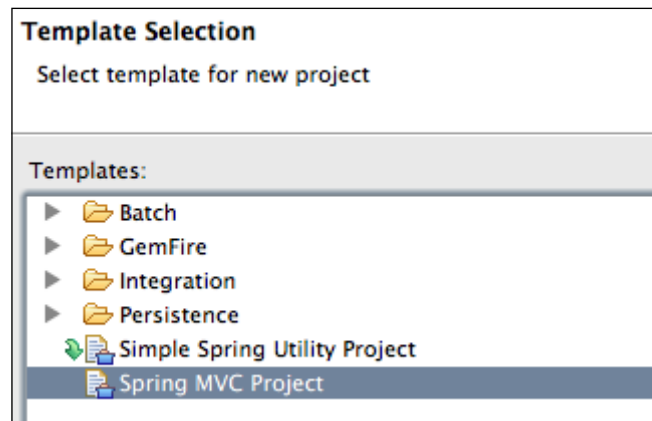 Template Selection
Select template for new project
Templates:
Batch
GemFire
Integration
Persistence
Simple Spring Utility Project
Spring MVC Project